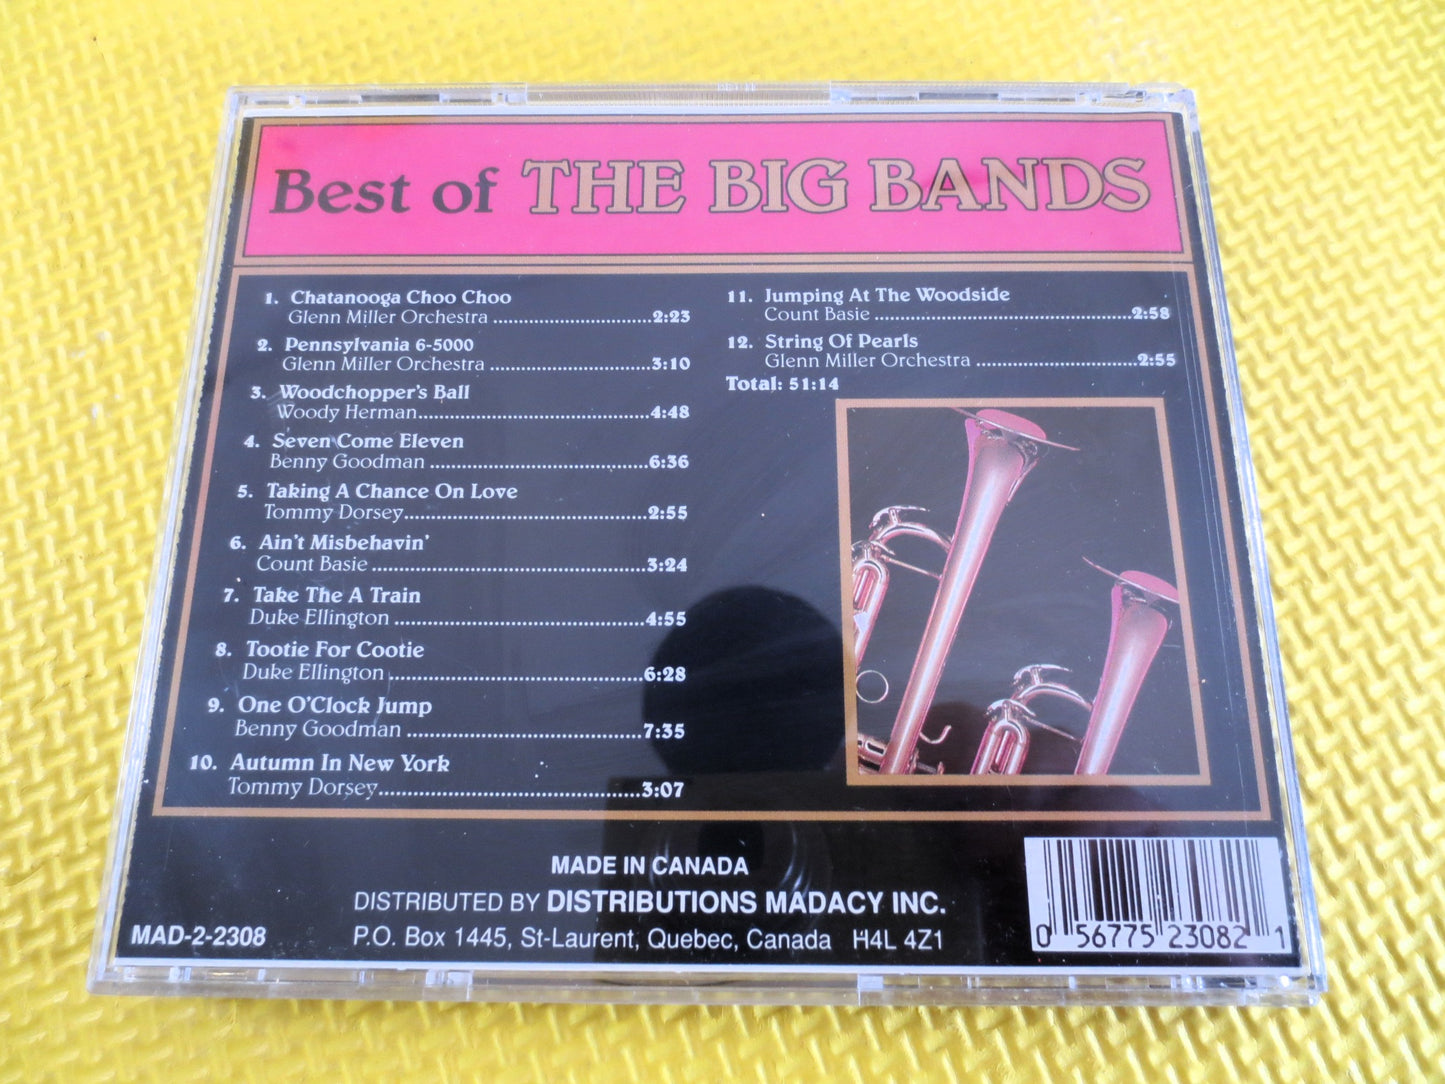 Best of THE BIG BANDS
1. Chatanooga Choo Choo
Glenn Miller Orchestra ............................2:23
2. Pennsylvania 6-5000
Glenn Miller Orchestra ............................3:10
3. Woodchopper's Ball
Woody Herman........................................4:48
4. Seven Come Eleven
Benny Goodman ......................................6:36
5. Taking A Chance On Love
Tommy Dorsey..........................................2:55
6. Ain't Misbehavin'
Count Basie ...............................................3:24
7. Take The A Train
Duke Ellington ...........................................4:55
8. Tootie For Cootie
Duke Ellington ...........................................6:28
9. One O'Clock Jump
Benny Goodman .......................................7:35
10. Autumn In New York
Tommy Dorsey............................................3:07
11. Jumping At The Woodside
Count Basie ............................................2:58
12. String Of Pearls
Glenn Miller Orchestra ............................2:55
Total: 51:14
MADE IN CANADA
DISTRIBUTED BY DISTRIBUTIONS MADACY INC.
MAD-2-2308
P.O. Box 1445, St-Laurent, Quebec, Canada H4L 4Z1
0 56775 23082 1